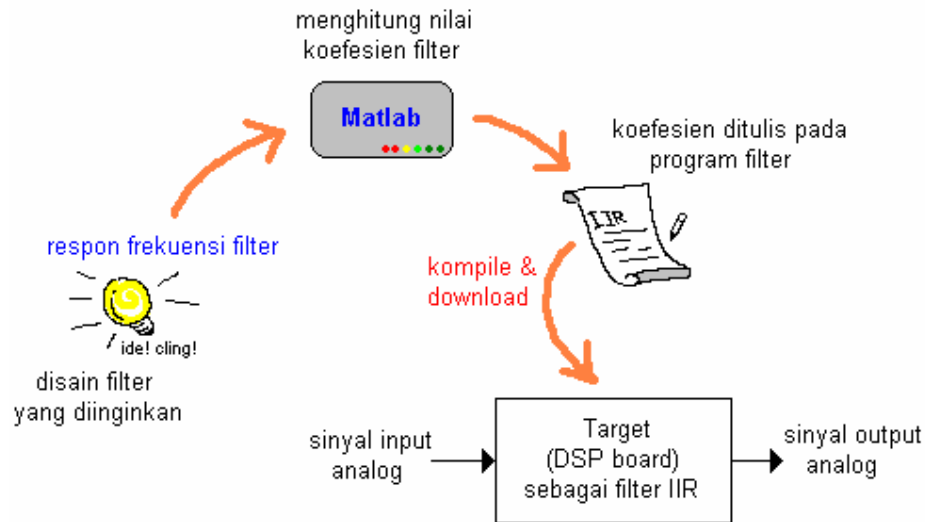 menghitung nilai
koefesien filter
Matlab
koefesien ditulis pada
program filter
IIR
respon frekuensi filter
ide! cling!
disain filter
yang diinginkan
kompile &
download
sinyal input
analog
Target
(DSP board)
sebagai filter IIR
sinyal output
analog